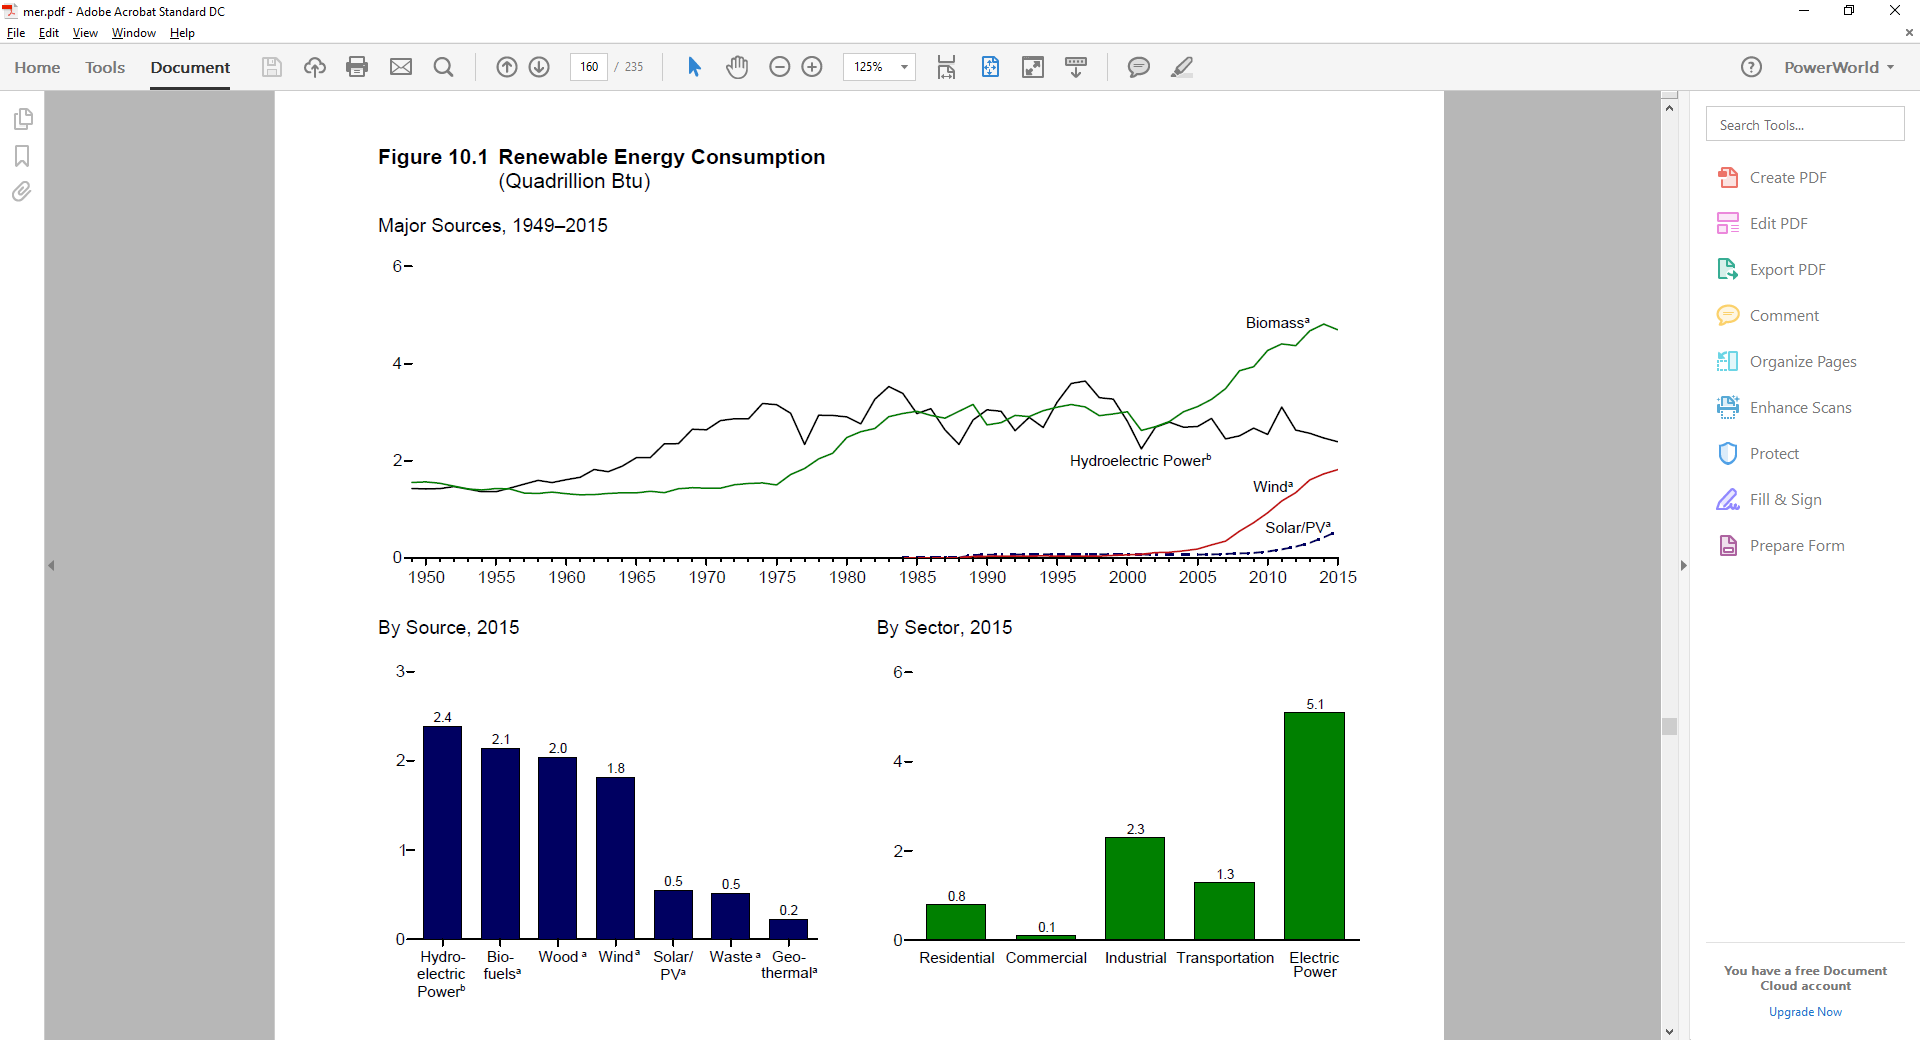 mer.pdf - Adobe Acrobat Standard DC
File Edit View Window Help
Home Tools Document 160 / 235 125% PowerWorld
Search Tools...
Create PDF
Edit PDF
Export PDF
Comment
Organize Pages
Enhance Scans
Protect
Fill & Sign
Prepare Form
You have a free Document
Cloud account
Upgrade Now
Figure 10.1 Renewable Energy Consumption
(Quadrillion Btu)
Major Sources, 1949–2015
6
Biomassᵃ
4
2
Hydroelectric Powerᵇ
Windᵃ
Solar/PVᵃ
0
1950 1955 1960 1965 1970 1975 1980 1985 1990 1995 2000 2005 2010 2015
By Source, 2015
3
2.4 2.1 2.0 1.8 0.5 0.5 0.2
2
1
0
Hydro-
electric
Powerᵇ
Bio-
fuelsᵃ
Wood ᵃ
Wind ᵃ
Solar/
PVᵃ
Waste ᵃ
Geo-
thermalᵃ
By Sector, 2015
6
0.8 0.1 2.3 1.3 5.1
4
2
0
Residential Commercial Industrial Transportation Electric
Power